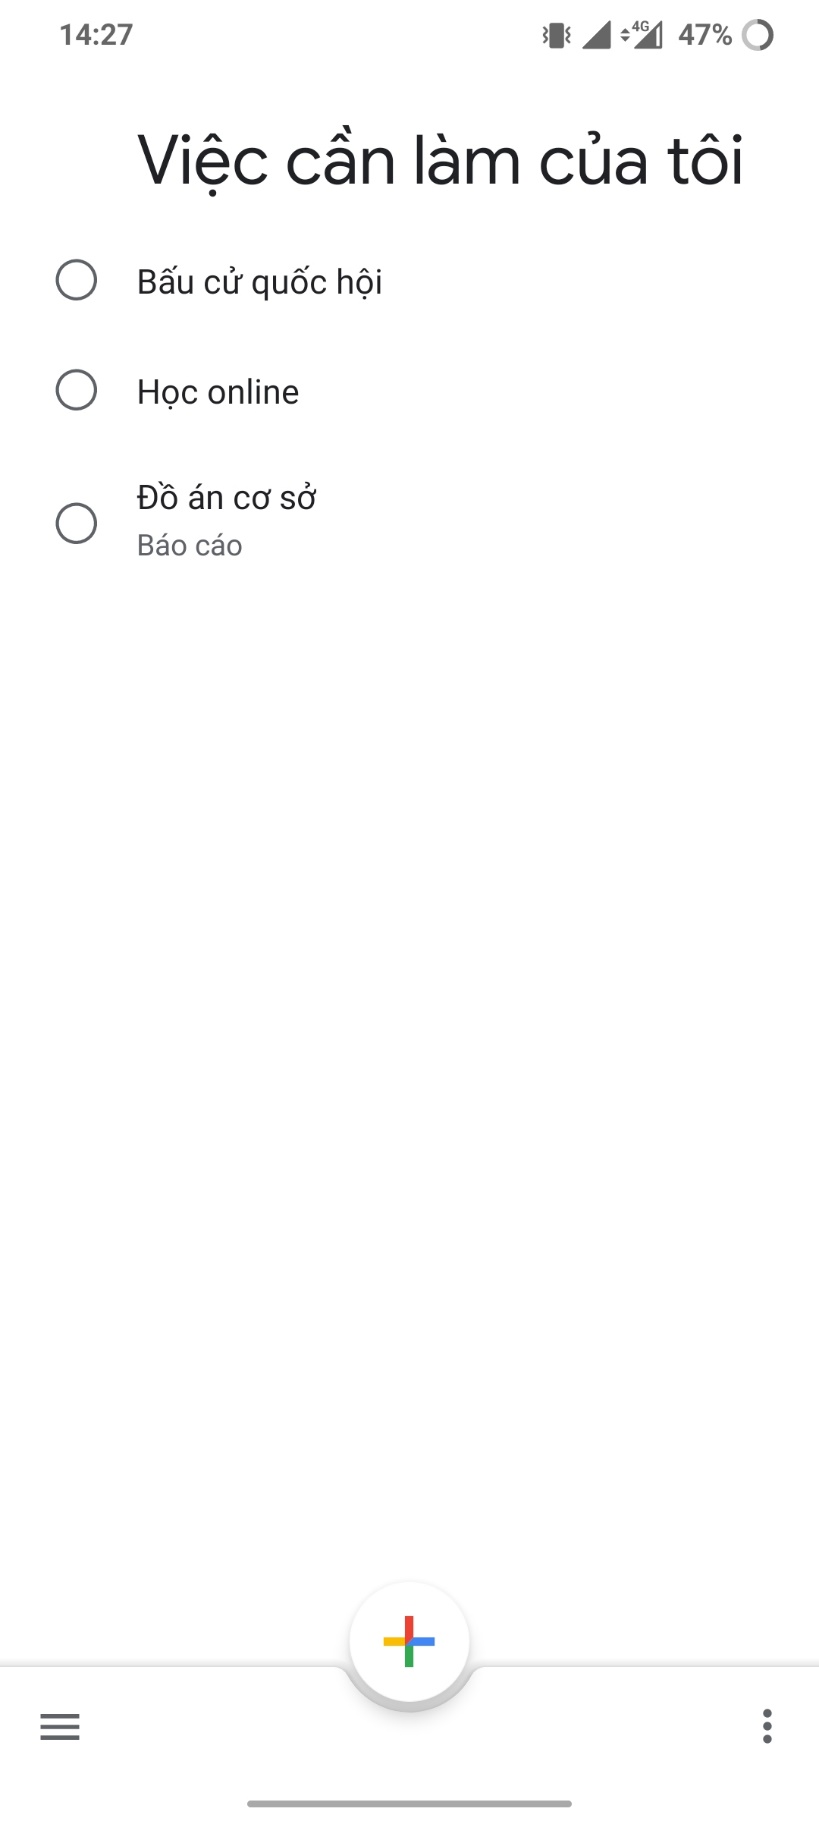 14:27
4G 47%
Việc cần làm của tôi
Bấu cử quốc hội
Học online
Đồ án cơ sở
Báo cáo